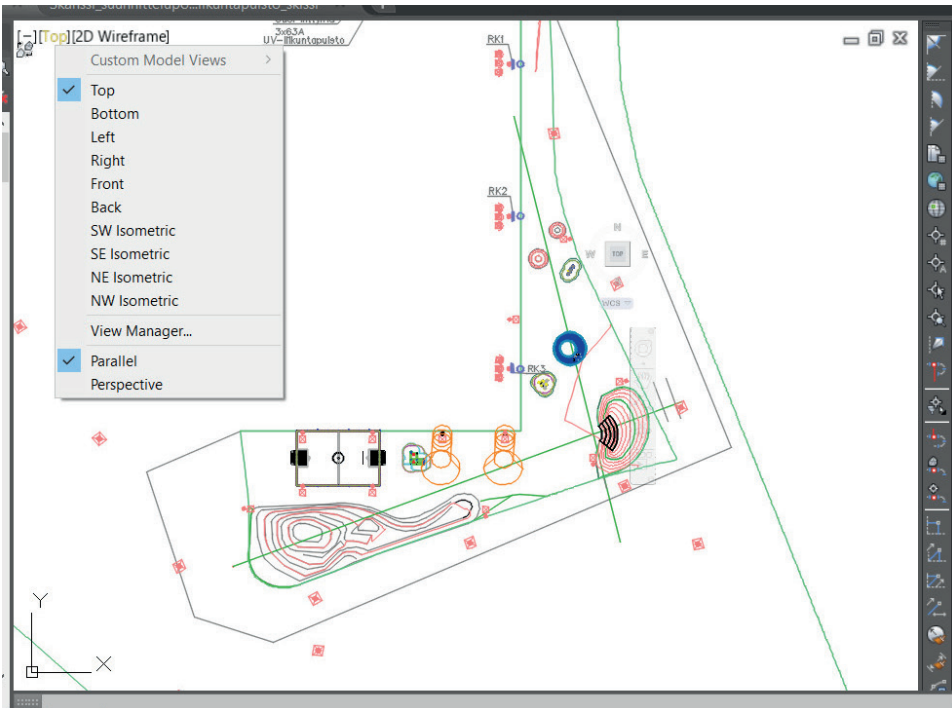 [−][Top][2D Wireframe]
3x63A
Custom Model Views
Top
Bottom
Left
Right
Front
Back
SW Isometric
SE Isometric
NE Isometric
NW Isometric
View Manager...
Parallel
Perspective
RK1
RK2
RK3
N
W
TOP
E
WCS
Y
X